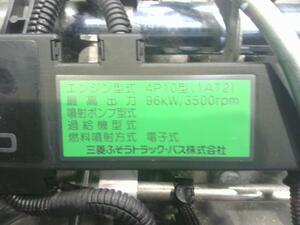 エンジン型式 4P10型(1AT2)
最高出力 96kW/3500rpm
噴射ポンプ型式
過給機型式
燃料噴射方式 電子式
三菱ふそうトラック・バス株式会社